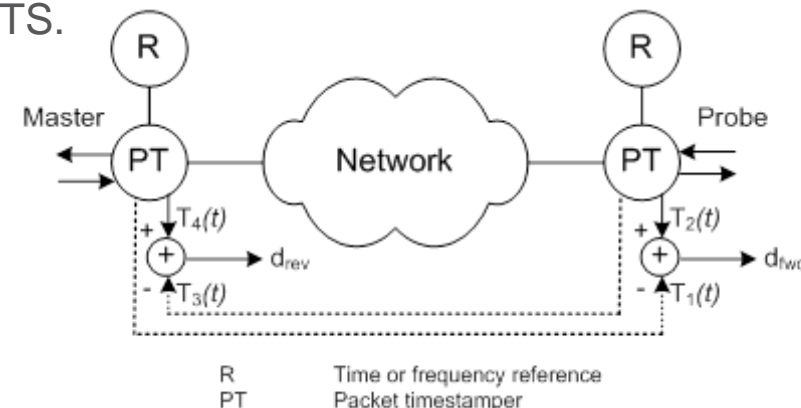 TS.
R
R
Master
Probe
PT
Network
PT
+ T4(t)
+ T2(t)
+ drev
+ dfwd
- T3(t)
- T1(t)
R Time or frequency reference
PT Packet timestamper